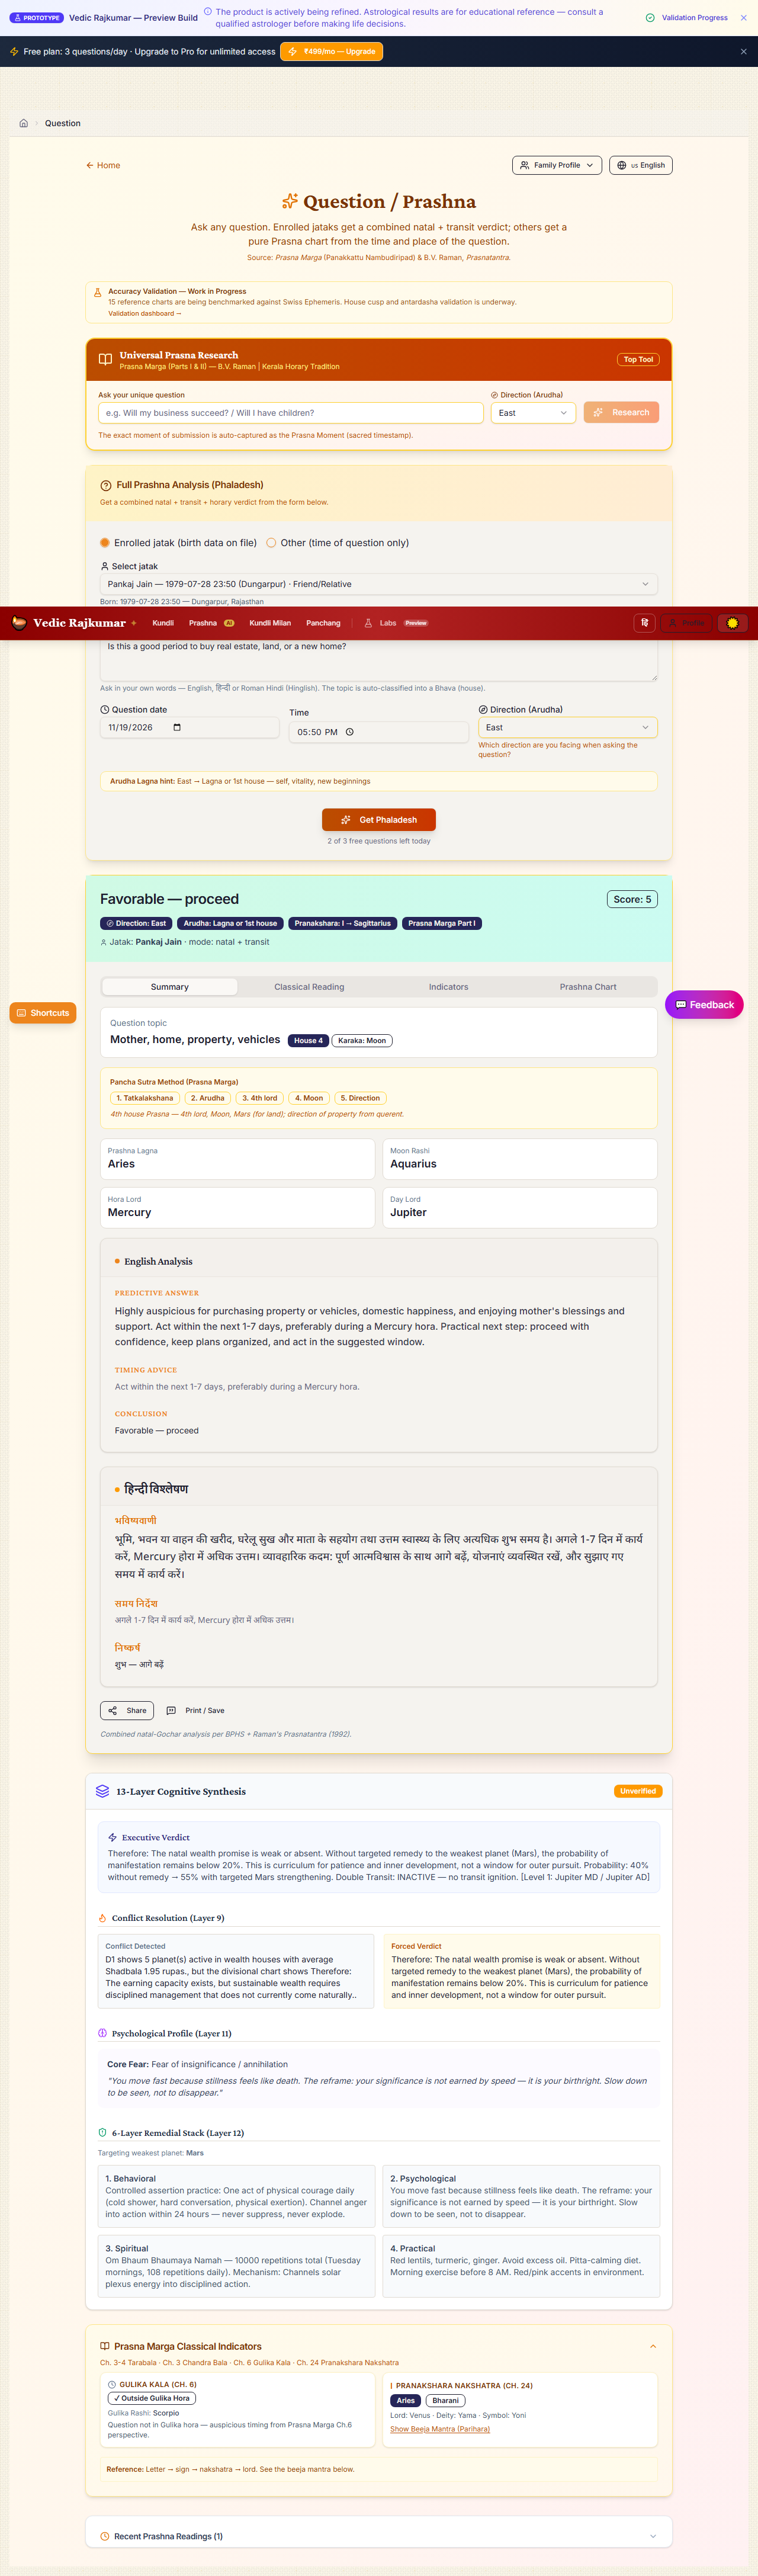 PROTOTYPE
Vedic Rajkumar — Preview Build
The product is actively being refined. Astrological results are for educational reference — consult a
qualified astrologer before making life decisions.
Validation Progress
Free plan: 3 questions/day · Upgrade to Pro for unlimited access
₹499/mo — Upgrade
Question
← Home
Family Profile
US English
Question / Prashna
Ask any question. Enrolled jataks get a combined natal + transit verdict; others get a
pure Prasna chart from the time and place of the question.
Source: Prasna Marga (Panakkattu Nambudiripad) & B.V. Raman, Prasnatantra.
Accuracy Validation — Work in Progress
15 reference charts are being benchmarked against Swiss Ephemeris. House cusp and antardasha validation is underway.
Validation dashboard →
Universal Prasna Research
Prasna Marga (Parts I & II) — B.V. Raman | Kerala Horary Tradition
Top Tool
Ask your unique question
Direction (Arudha)
e.g. Will my business succeed? / Will I have children?
East
Research
The exact moment of submission is auto-captured as the Prasna Moment (sacred timestamp).
Full Prashna Analysis (Phaladesh)
Get a combined natal + transit + horary verdict from the form below.
Enrolled jatak (birth data on file)
Other (time of question only)
Select jatak
Pankaj Jain — 1979-07-28 23:50 (Dungarpur) · Friend/Relative
Born: 1979-07-28 23:50 — Dungarpur, Rajasthan
Vedic Rajkumar
Kundli
Prashna
AI
Kundli Milan
Panchang
Labs
Preview
हिं
Is this a good period to buy real estate, land, or a new home?
Ask in your own words — English, हिन्दी or Roman Hindi (Hinglish). The topic is auto-classified into a Bhava (house).
Question date
Time
Direction (Arudha)
11/19/2026
05:50 PM
East
Which direction are you facing when asking the
question?
Arudha Lagna hint: East → Lagna or 1st house — self, vitality, new beginnings
Get Phaladesh
2 of 3 free questions left today
Favorable — proceed
Score: 5
Direction: East
Arudha: Lagna or 1st house
Pranakshara: I → Sagittarius
Prasna Marga Part I
Jatak: Pankaj Jain · mode: natal + transit
Summary
Classical Reading
Indicators
Prashna Chart
Shortcuts
Feedback
Question topic
Mother, home, property, vehicles
House 4
Karaka: Moon
Pancha Sutra Method (Prasna Marga)
1. Tatkalakshana
2. Arudha
3. 4th lord
4. Moon
5. Direction
4th house Prasna — 4th lord, Moon, Mars (for land); direction of property from querent.
Prashna Lagna
Aries
Moon Rashi
Aquarius
Hora Lord
Mercury
Day Lord
Jupiter
English Analysis
PREDICTIVE ANSWER
Highly auspicious for purchasing property or vehicles, domestic happiness, and enjoying mother's blessings and
support. Act within the next 1-7 days, preferably during a Mercury hora. Practical next step: proceed with
confidence, keep plans organized, and act in the suggested window.
TIMING ADVICE
Act within the next 1-7 days, preferably during a Mercury hora.
CONCLUSION
Favorable — proceed
हिन्दी विश्लेषण
भविष्यवाणी
भूमि, भवन या वाहन की खरीद, घरेलू सुख और माता के सहयोग तथा उत्तम स्वास्थ्य के लिए अत्यधिक शुभ समय है। अगले 1-7 दिन में कार्य
करें, Mercury होरा में अधिक उत्तम। व्यावहारिक कदम: पूर्ण आत्मविश्वास के साथ आगे बढ़ें, योजनाएं व्यवस्थित रखें, और सुझाए गए
समय में कार्य करें।
समय निर्देश
अगले 1-7 दिन में कार्य करें, Mercury होरा में अधिक उत्तम।
निष्कर्ष
शुभ — आगे बढ़ें
Share
Print / Save
Combined natal-Gochar analysis per BPHS + Raman's Prasnatantra (1992).
13-Layer Cognitive Synthesis
Unverified
Executive Verdict
Therefore: The natal wealth promise is weak or absent. Without targeted remedy to the weakest planet (Mars), the probability of
manifestation remains below 20%. This is curriculum for patience and inner development, not a window for outer pursuit. Probability: 40%
without remedy → 55% with targeted Mars strengthening. Double Transit: INACTIVE — no transit ignition. [Level 1: Jupiter MD / Jupiter AD]
Conflict Resolution (Layer 9)
Conflict Detected
D1 shows 5 planet(s) active in wealth houses with average
Shadbala 1.95 rupas., but the divisional chart shows Therefore:
The earning capacity exists, but sustainable wealth requires
disciplined management that does not currently come naturally..
Forced Verdict
Therefore: The natal wealth promise is weak or absent. Without
targeted remedy to the weakest planet (Mars), the probability of
manifestation remains below 20%. This is curriculum for patience
and inner development, not a window for outer pursuit.
Psychological Profile (Layer 11)
Core Fear: Fear of insignificance / annihilation
"You move fast because stillness feels like death. The reframe: your significance is not earned by speed — it is your birthright. Slow down
to be seen, not to disappear."
6-Layer Remedial Stack (Layer 12)
Targeting weakest planet: Mars
1. Behavioral
Controlled assertion practice: One act of physical courage daily
(cold shower, hard conversation, physical exertion). Channel anger
into action within 24 hours — never suppress, never explode.
2. Psychological
You move fast because stillness feels like death. The reframe: your
significance is not earned by speed — it is your birthright. Slow
down to be seen, not to disappear.
3. Spiritual
Om Bhaum Bhaumaya Namah — 10000 repetitions total (Tuesday
mornings, 108 repetitions daily). Mechanism: Channels solar
plexus energy into disciplined action.
4. Practical
Red lentils, turmeric, ginger. Avoid excess oil. Pitta-calming diet.
Morning exercise before 8 AM. Red/pink accents in environment.
Prasna Marga Classical Indicators
Ch. 3-4 Tarabala · Ch. 3 Chandra Bala · Ch. 6 Gulika Kala · Ch. 24 Pranakshara Nakshatra
GULIKA KALA (CH. 6)
✓ Outside Gulika Hora
Gulika Rashi: Scorpio
Question not in Gulika hora — auspicious timing from Prasna Marga Ch.6
perspective.
I PRANAKSHARA NAKSHATRA (CH. 24)
Aries
Bharani
Lord: Venus · Deity: Yama · Symbol: Yoni
Show Beeja Mantra (Parihara)
Reference: Letter → sign → nakshatra → lord. See the beeja mantra below.
Recent Prashna Readings (1)